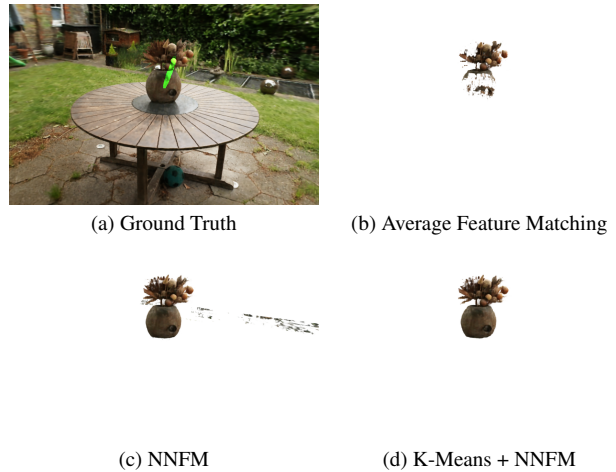 (a) Ground Truth
(b) Average Feature Matching
(c) NNFM
(d) K-Means + NNFM